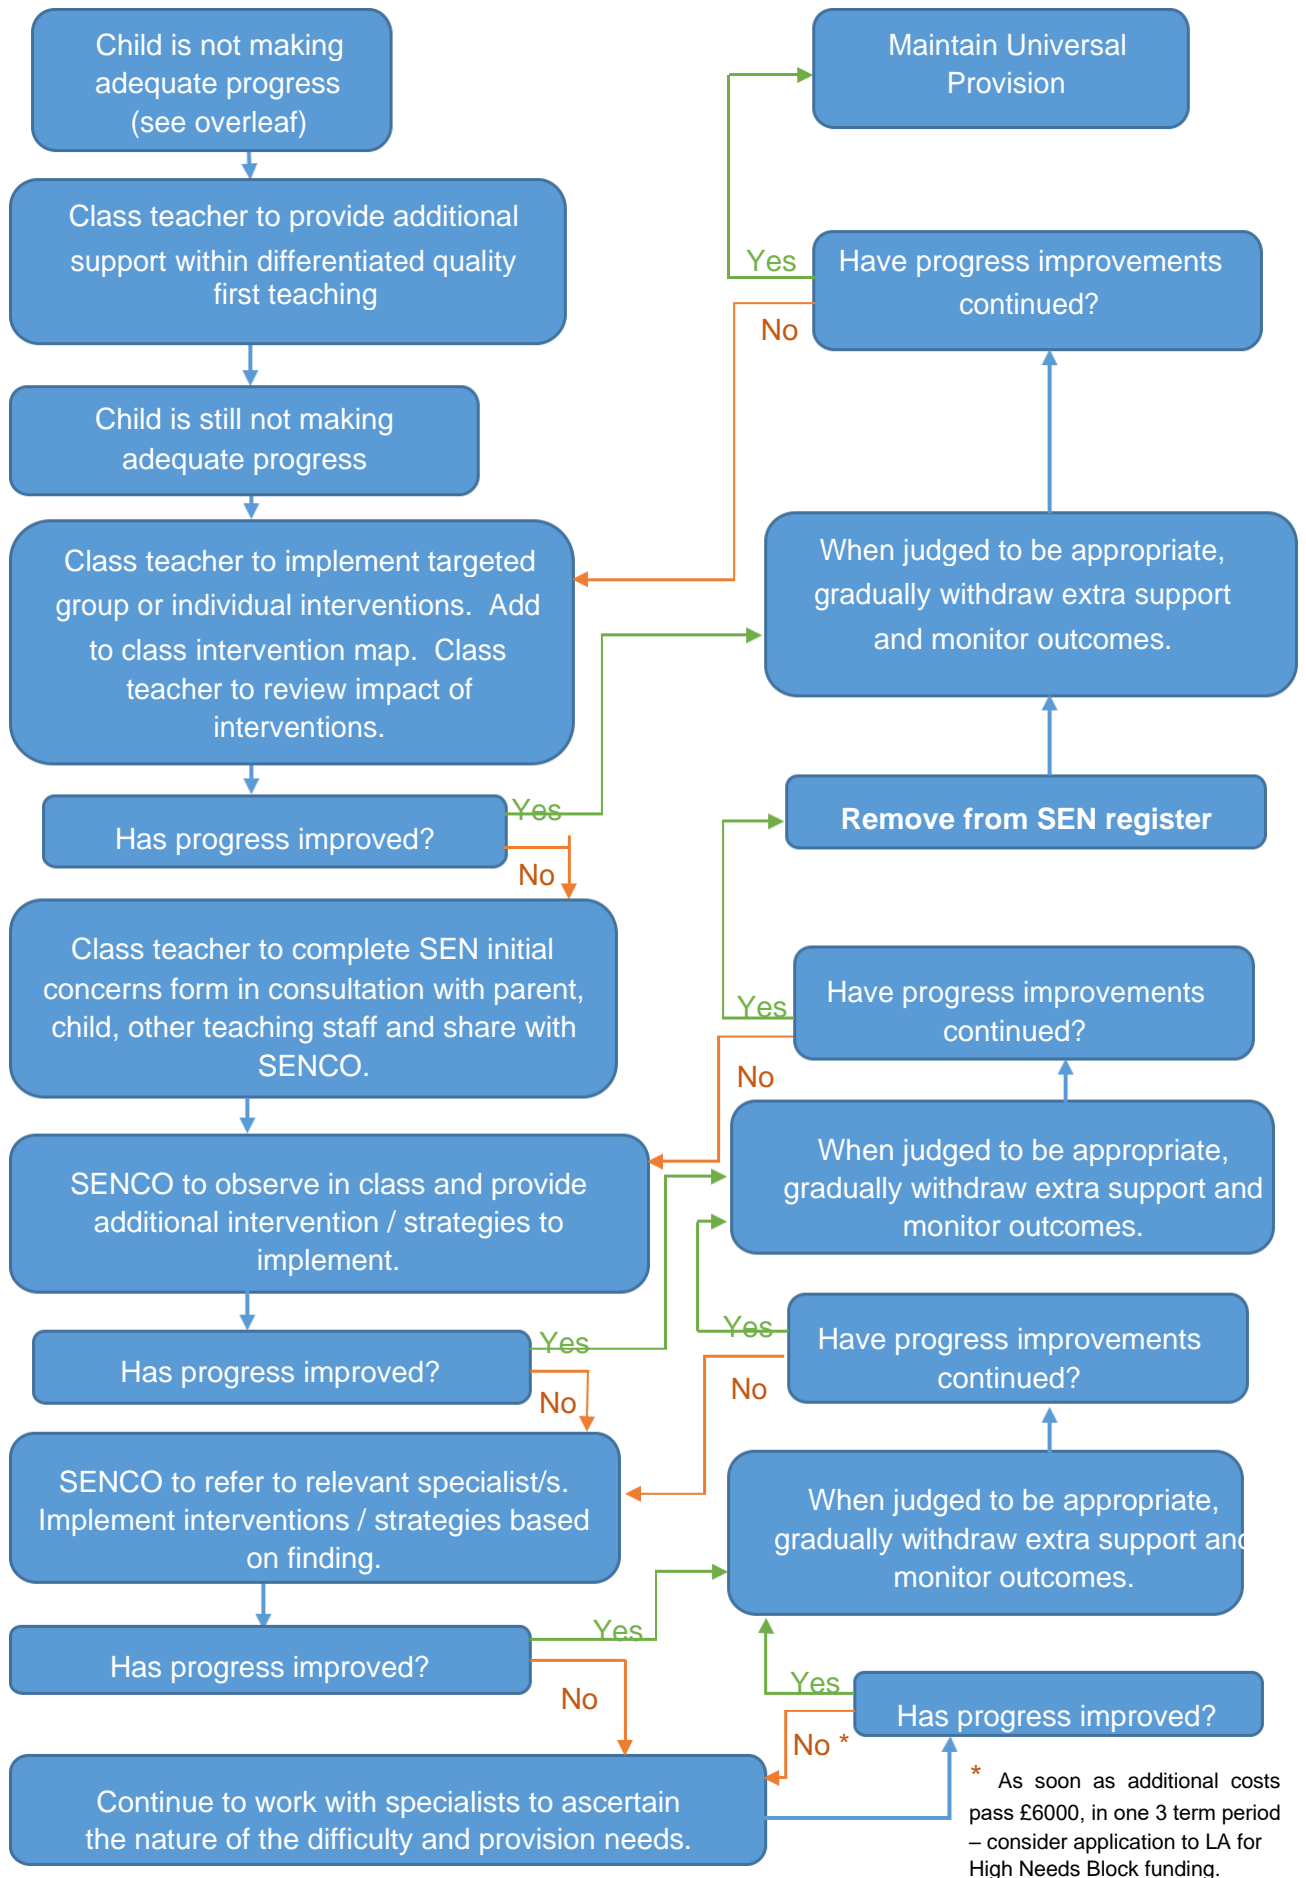 Child is not making
adequate progress
(see overleaf)
Class teacher to provide additional
support within differentiated quality
first teaching
Child is still not making
adequate progress
Class teacher to implement targeted
group or individual interventions. Add
to class intervention map. Class
teacher to review impact of
interventions.
Has progress improved?
Yes
No
Class teacher to complete SEN initial
concerns form in consultation with parent,
child, other teaching staff and share with
SENCO.
SENCO to observe in class and provide
additional intervention / strategies to
implement.
Has progress improved?
Yes
No
SENCO to refer to relevant specialist/s.
Implement interventions / strategies based
on finding.
Has progress improved?
Yes
No
Continue to work with specialists to ascertain
the nature of the difficulty and provision needs.
Has progress improved?
Yes
No *
* As soon as additional costs
pass £6000, in one 3 term period
– consider application to LA for
High Needs Block funding.
When judged to be appropriate,
gradually withdraw extra support and
monitor outcomes.
Have progress improvements
continued?
Yes
No
When judged to be appropriate,
gradually withdraw extra support and
monitor outcomes.
Have progress improvements
continued?
Yes
No
Remove from SEN register
When judged to be appropriate,
gradually withdraw extra support
and monitor outcomes.
Have progress improvements
continued?
Yes
No
Maintain Universal
Provision